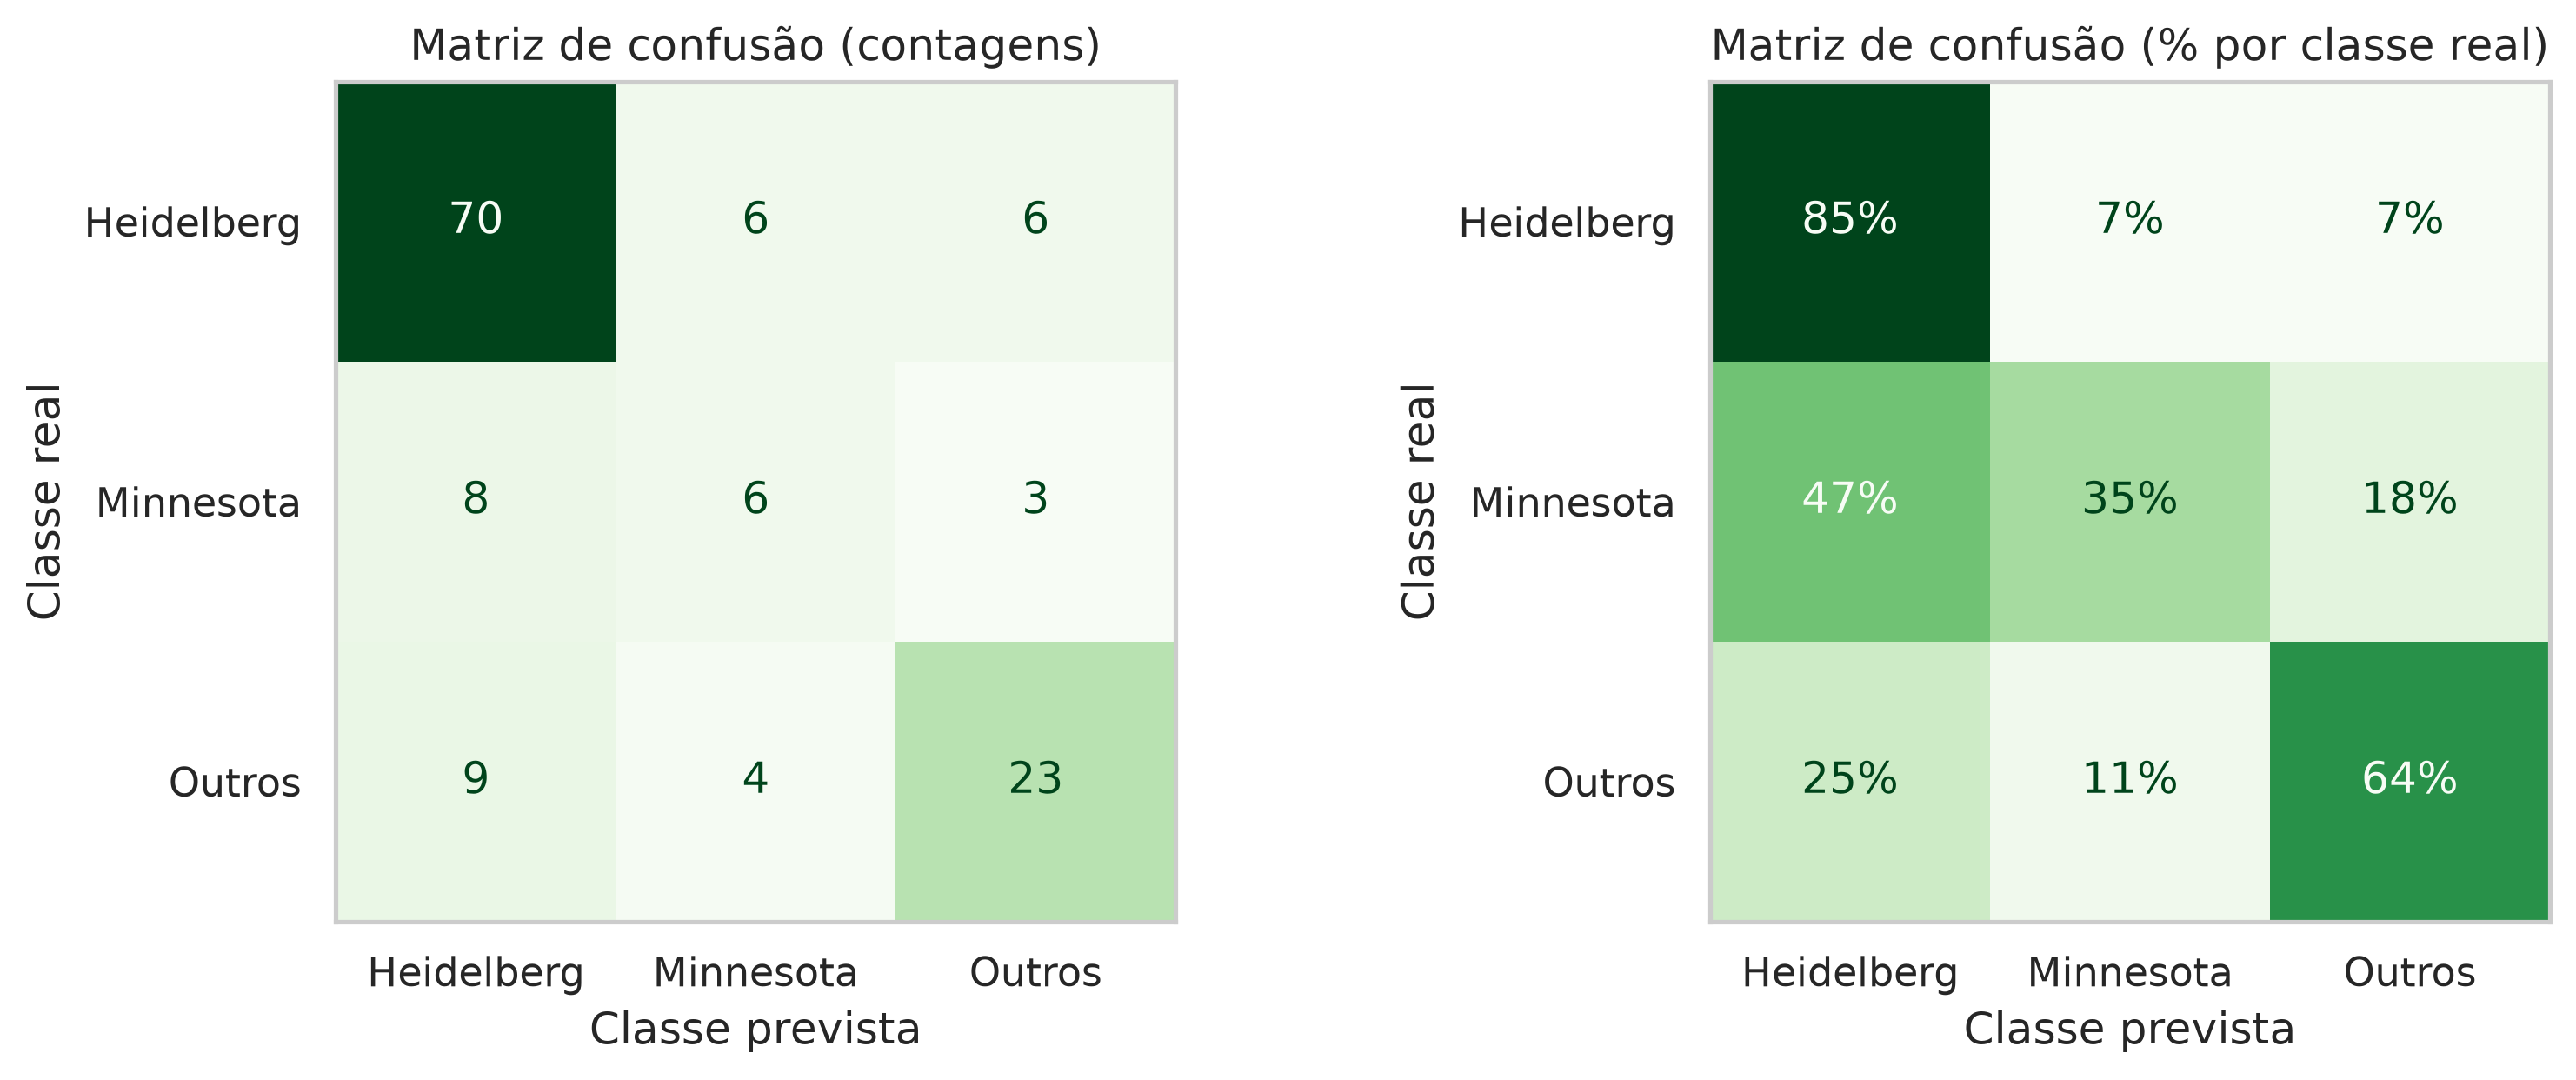 Matriz de confusão (contagens)
Classe real
Heidelberg
70 6 6
Minnesota
8 6 3
Outros
9 4 23
Heidelberg Minnesota Outros
Classe prevista
Matriz de confusão (% por classe real)
Classe real
Heidelberg
85% 7% 7%
Minnesota
47% 35% 18%
Outros
25% 11% 64%
Heidelberg Minnesota Outros
Classe prevista